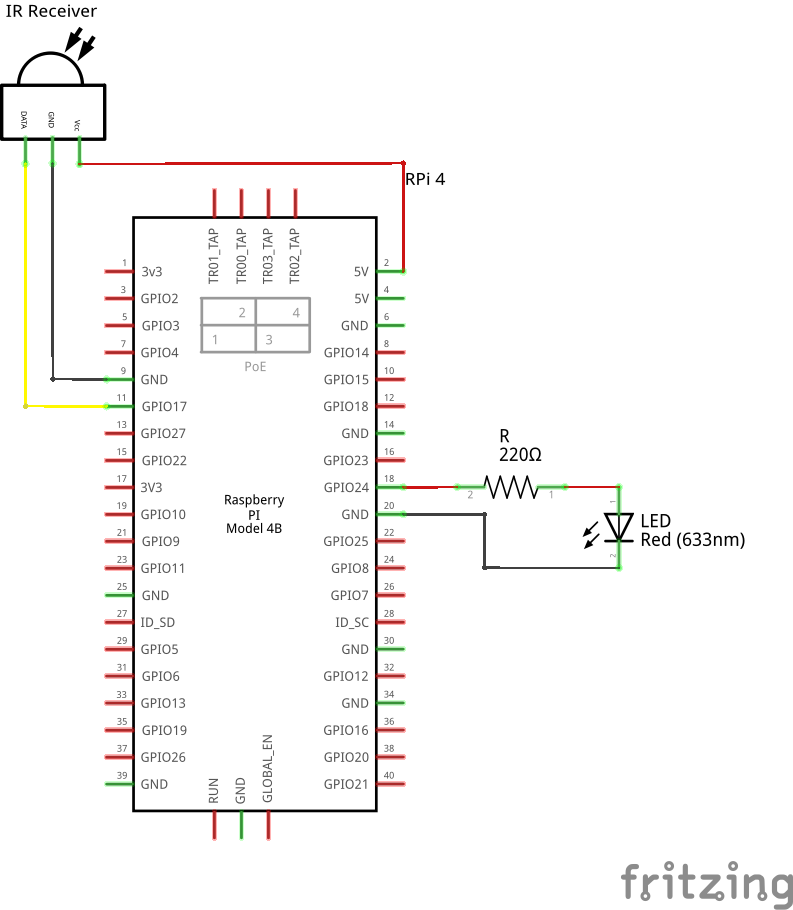 IR Receiver
DATA
GND
Vcc
RPi 4
TR01_TAP
TR00_TAP
TR03_TAP
TR02_TAP
1 3v3 5V 2
3 GPIO2 5V 4
5 GPIO3 GND 6
7 GPIO4 GPIO14 8
2 4
1 3
PoE
9 GND GPIO15 10
11 GPIO17 GPIO18 12
13 GPIO27 GND 14
15 GPIO22 GPIO23 16
17 3V3 GPIO24 18
19 GPIO10 GND 20
21 GPIO9 GPIO25 22
23 GPIO11 GPIO8 24
25 GND GPIO7 26
27 ID_SD ID_SC 28
29 GPIO5 GND 30
31 GPIO6 GPIO12 32
33 GPIO13 GND 34
35 GPIO19 GPIO16 36
37 GPIO26 GPIO20 38
39 GND GPIO21 40
Raspberry
PI
Model 4B
RUN
GND
GLOBAL_EN
R
220Ω
2 1
1
LED
Red (633nm)
2
fritzing